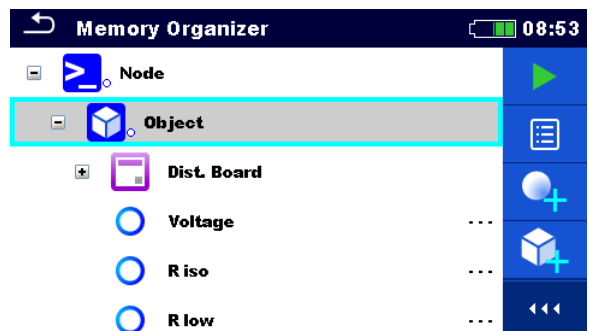 Memory Organizer 08:53
Node
Object
Dist. Board
Voltage ---
R iso ---
R low ---